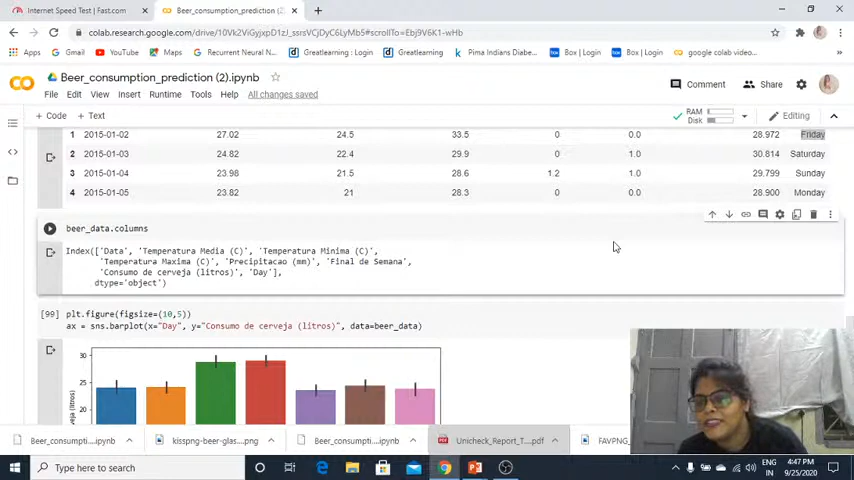 Internet Speed Test | Fast.com
Beer_consumption_prediction (2)
colab.research.google.com/drive/10Vk2ViGyjxpD1z_ssrsVCjDyC6LyMb5#scrollTo=Ebj9V6K1-wHb
Apps Gmail YouTube Maps Recurrent Neural N... Greatlearning : Login Greatlearning Pima Indians Diabe... Box | Login Box | Login google colab video...
Beer_consumption_prediction (2).ipynb
Comment Share
File Edit View Insert Runtime Tools Help All changes saved
+ Code + Text RAM Disk Editing
1 2015-01-02 27.02 24.5 33.5 0 0.0 28.972 Friday
2 2015-01-03 24.82 22.4 29.9 0 1.0 30.814 Saturday
3 2015-01-04 23.98 21.5 28.6 1.2 1.0 29.799 Sunday
4 2015-01-05 23.82 21 28.3 0 0.0 28.900 Monday
beer_data.columns
Index(['Data', 'Temperatura Media (C)', 'Temperatura Minima (C)',
'Temperatura Maxima (C)', 'Precipitacao (mm)', 'Final de Semana',
'Consumo de cerveja (litros)', 'Day'],
dtype='object')
[99] plt.figure(figsize=(10,5))
ax = sns.barplot(x="Day", y="Consumo de cerveja (litros)", data=beer_data)
30
25
20
veja (litros)
Beer_consumpti....ipynb kisspng-beer-glas....png Beer_consumpti....ipynb Unicheck_Report_T....pdf FAVPNG_
Type here to search
ENG
IN
4:47 PM
9/25/2020